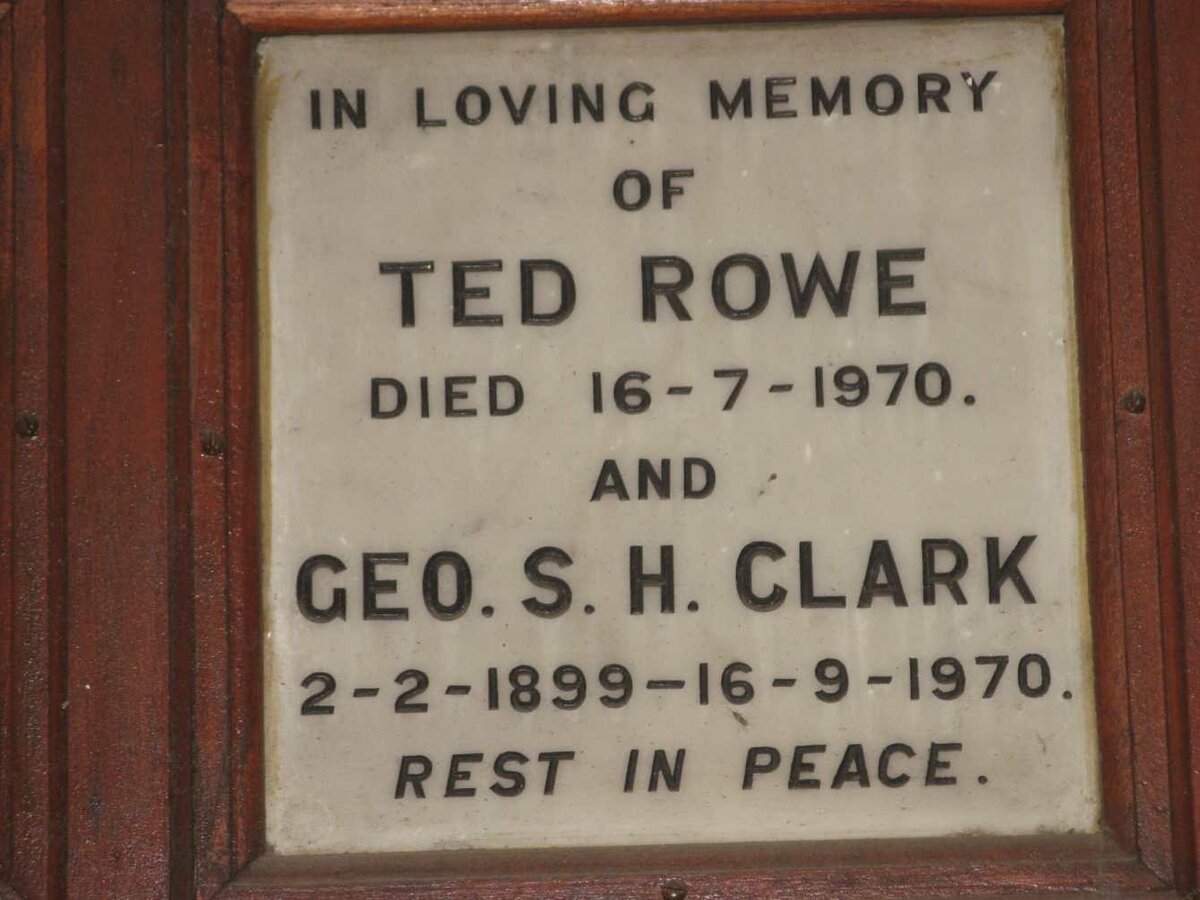 IN LOVING MEMORY
OF
TED ROWE
DIED 16-7-1970.
AND
GEO. S. H. CLARK
2-2-1899-16-9-1970.
REST IN PEACE.